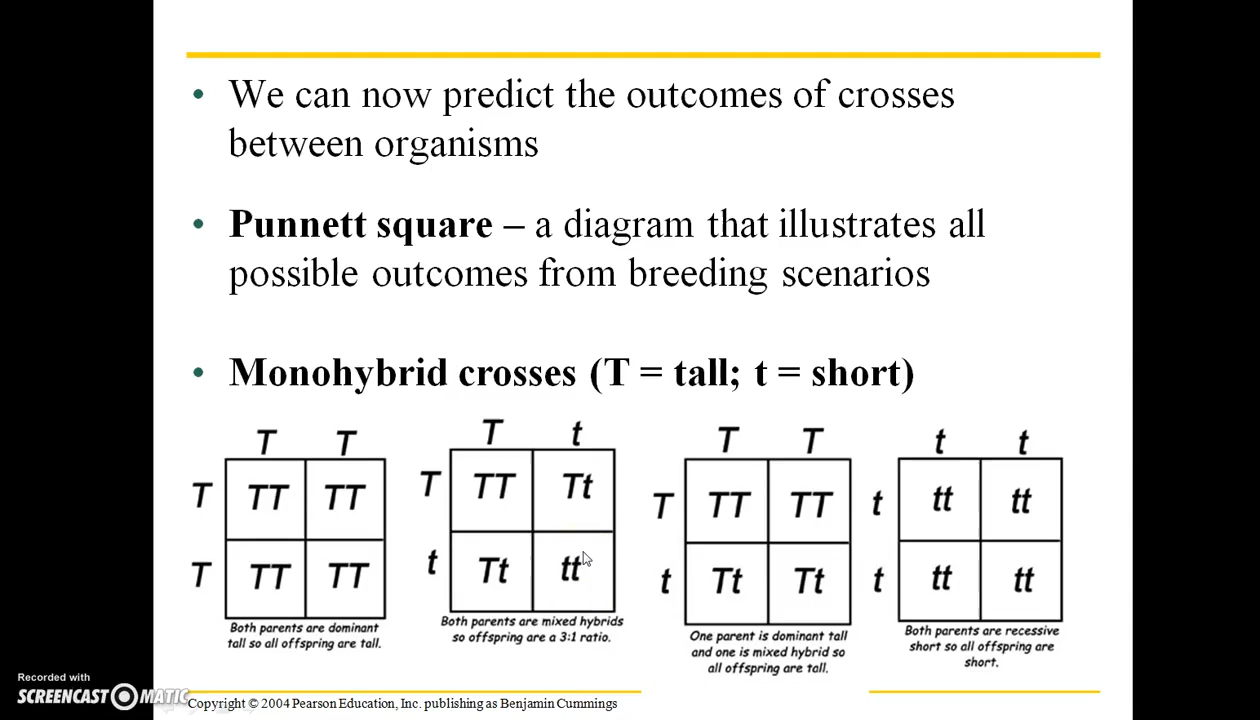 • We can now predict the outcomes of crosses
between organisms
• Punnett square – a diagram that illustrates all
possible outcomes from breeding scenarios
• Monohybrid crosses (T = tall; t = short)
T T
T TT TT
T TT TT
Both parents are dominant
tall so all offspring are tall.
T t
T TT Tt
t Tt tt
Both parents are mixed hybrids
so offspring are a 3:1 ratio.
T T
T TT TT
t Tt Tt
One parent is dominant tall
and one is mixed hybrid so
all offspring are tall.
t t
t tt tt
t tt tt
Both parents are recessive
short so all offspring are
short.
Recorded with
SCREENCAST MATIC
Copyright © 2004 Pearson Education, Inc. publishing as Benjamin Cummings